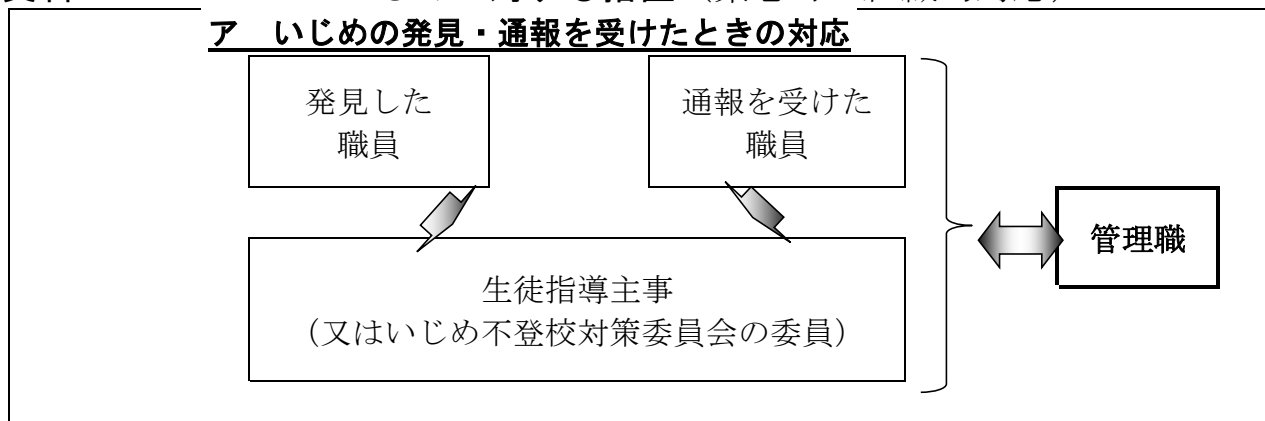 ア　いじめの発見・通報を受けたときの対応
発見した
職員
通報を受けた
職員
生徒指導主事
（又はいじめ不登校対策委員会の委員）
管理職